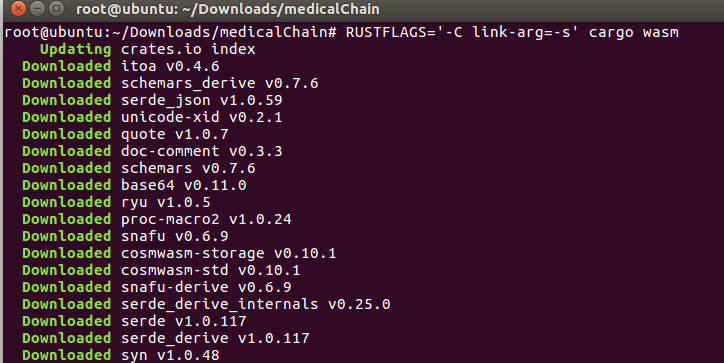 root@ubuntu: ~/Downloads/medicalChain
root@ubuntu:~/Downloads/medicalChain# RUSTFLAGS='-C link-arg=-s' cargo wasm
Updating crates.io index
Downloaded itoa v0.4.6
Downloaded schemars_derive v0.7.6
Downloaded serde_json v1.0.59
Downloaded unicode-xid v0.2.1
Downloaded quote v1.0.7
Downloaded doc-comment v0.3.3
Downloaded schemars v0.7.6
Downloaded base64 v0.11.0
Downloaded ryu v1.0.5
Downloaded proc-macro2 v1.0.24
Downloaded snafu v0.6.9
Downloaded cosmwasm-storage v0.10.1
Downloaded cosmwasm-std v0.10.1
Downloaded snafu-derive v0.6.9
Downloaded serde_derive_internals v0.25.0
Downloaded serde v1.0.117
Downloaded serde_derive v1.0.117
Downloaded syn v1.0.48